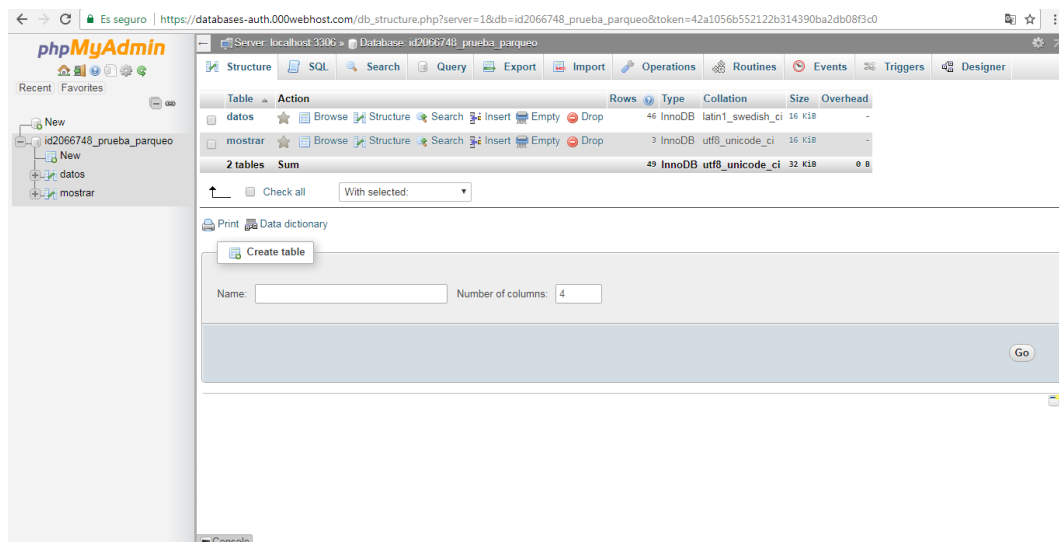 Es seguro | https://databases-auth.000webhost.com/db_structure.php?server=1&db=id2066748_prueba_parqueo&token=42a1056b552122b314390ba2db08f3c0
phpMyAdmin
Recent Favorites
New
id2066748_prueba_parqueo
New
datos
mostrar
Server: localhost:3306 » Database: id2066748_prueba_parqueo
Structure SQL Search Query Export Import Operations Routines Events Triggers Designer
Table Action Rows Type Collation Size Overhead
datos Browse Structure Search Insert Empty Drop 46 InnoDB latin1_swedish_ci 16 KiB -
mostrar Browse Structure Search Insert Empty Drop 3 InnoDB utf8_unicode_ci 16 KiB -
2 tables Sum 49 InnoDB utf8_unicode_ci 32 KiB 0 B
Check all With selected:
Print Data dictionary
Create table
Name: Number of columns: 4
Go
Console